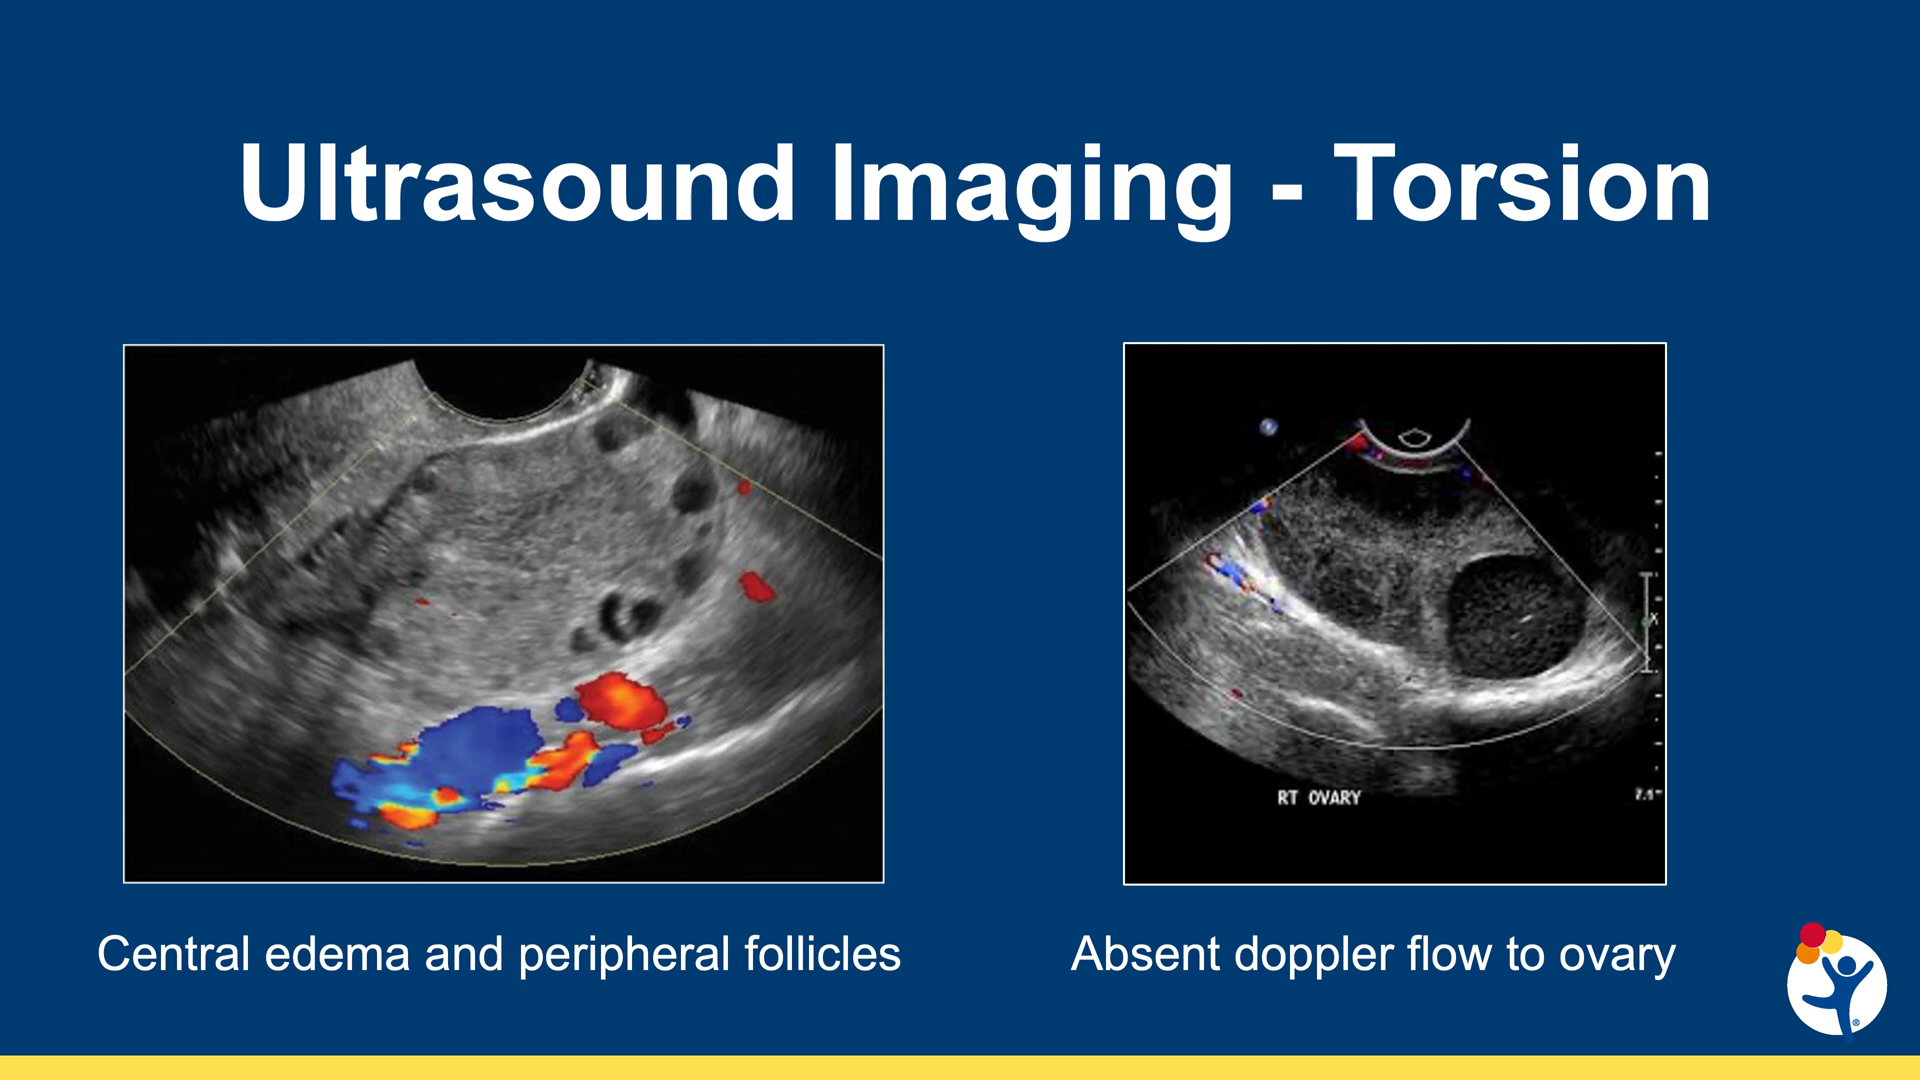 Ultrasound Imaging - Torsion
RT OVARY
Central edema and peripheral follicles
Absent doppler flow to ovary
®